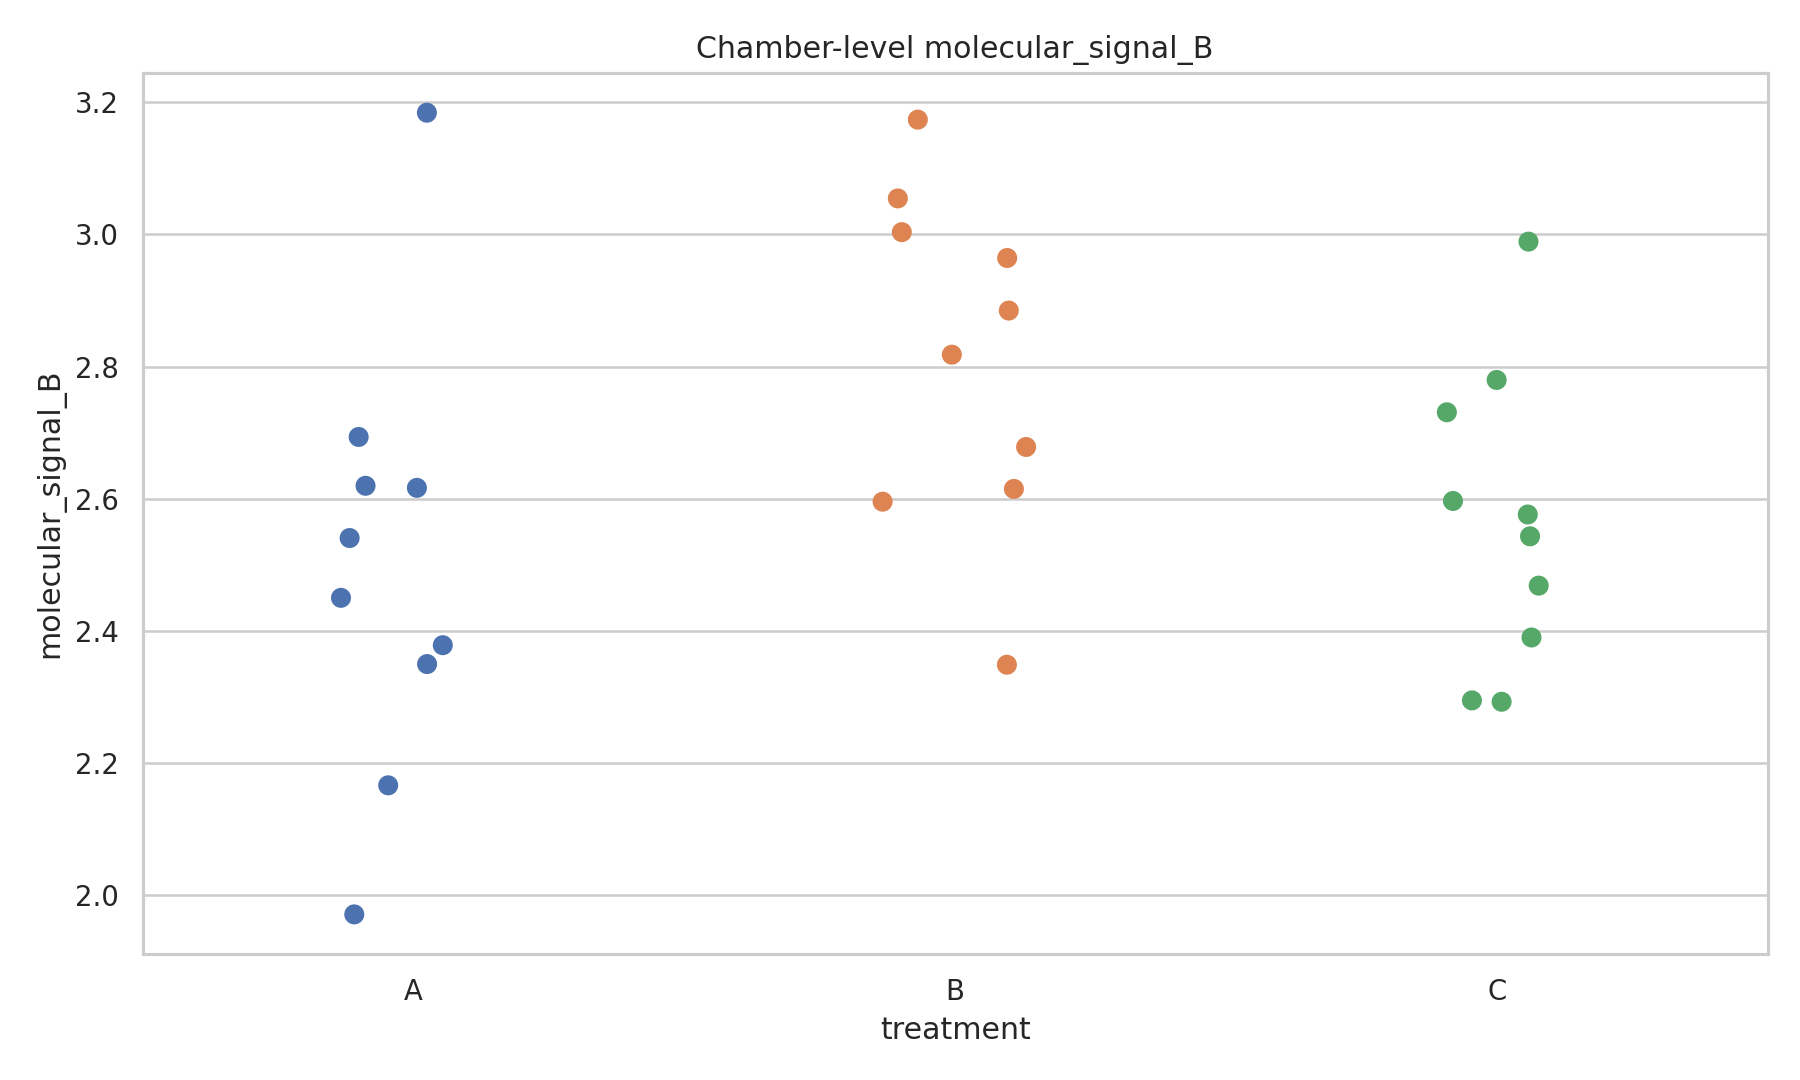 Chamber-level molecular_signal_B
molecular_signal_B
3.2
3.0
2.8
2.6
2.4
2.2
2.0
A
B
C
treatment